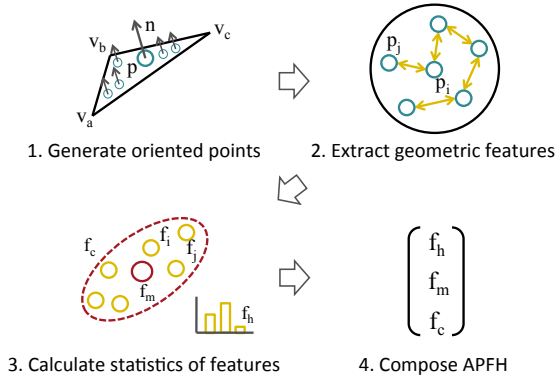 n
v_b
v_c
p
v_a
1. Generate oriented points
p_j
p_i
2. Extract geometric features
f_c
f_i
f_j
f_m
f_h
3. Calculate statistics of features
f_h
f_m
f_c
4. Compose APFH